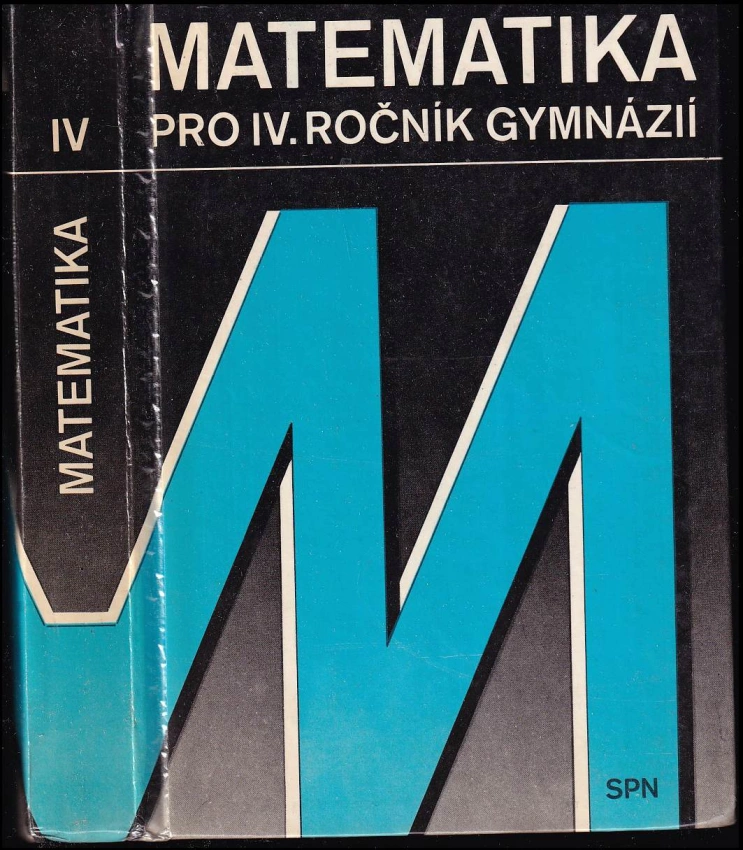 MATEMATIKA
PRO IV. ROČNÍK GYMNÁZIÍ
IV
MATEMATIKA
SPN